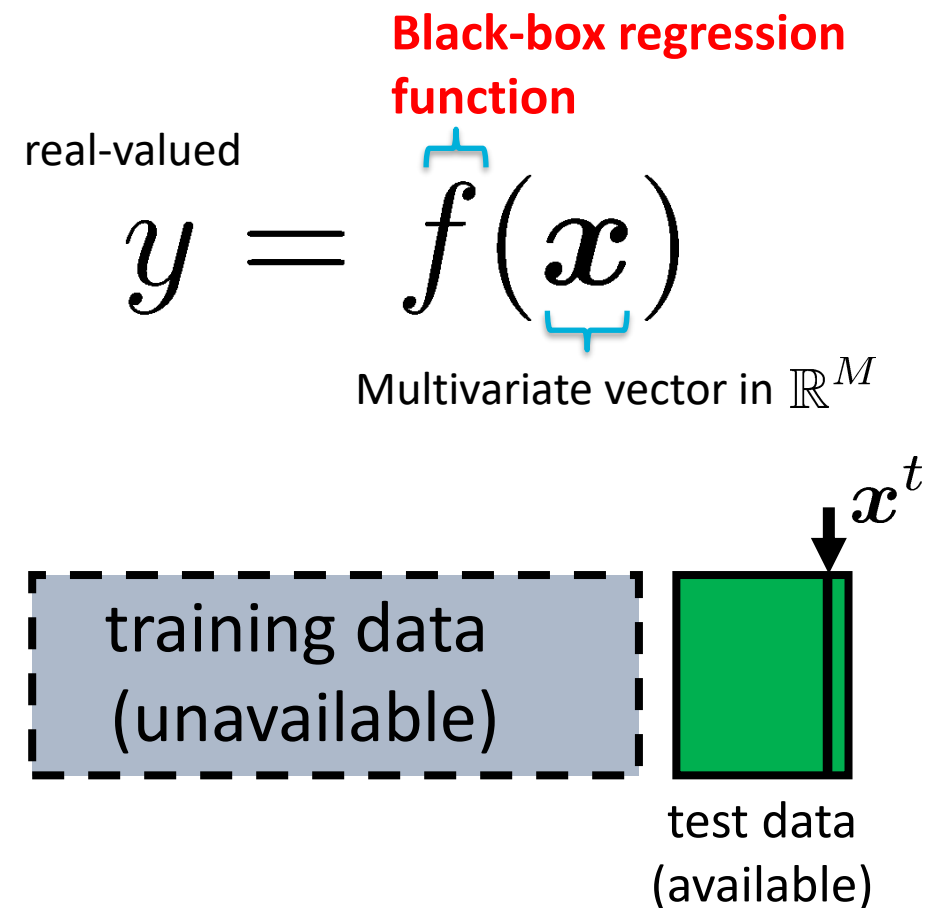 Black-box regression
function
real-valued
y = f(x)
Multivariate vector in ℝ^M
x^t
training data
(unavailable)
test data
(available)